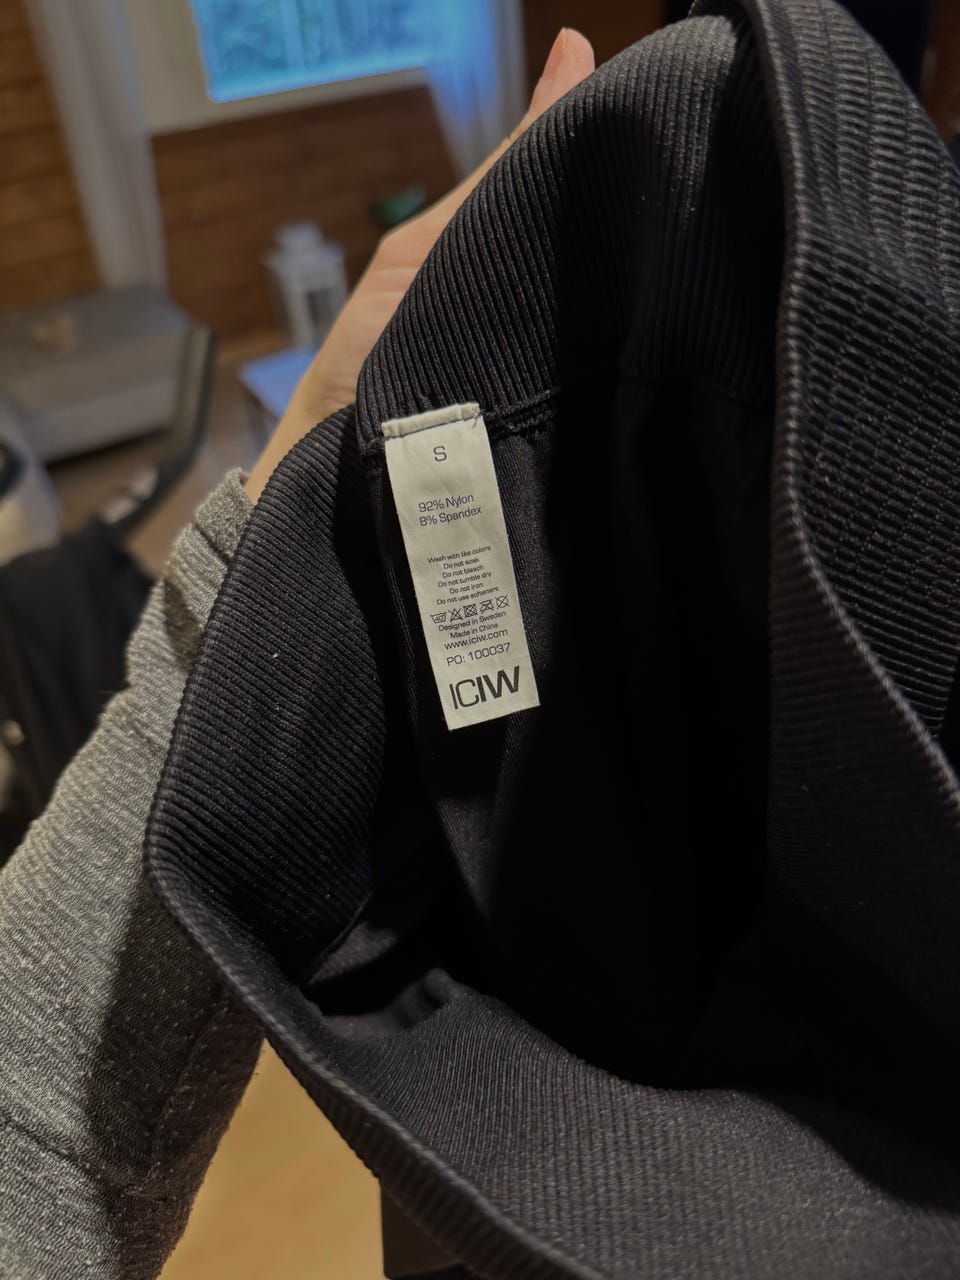 S
92% Nylon
8% Spandex
Wash with like colors
Do not soak
Do not bleach
Do not tumble dry
Do not iron
Do not use softeners
40°
Designed in Sweden
Made in China
www.iciw.com
PO: 100037
ICIW